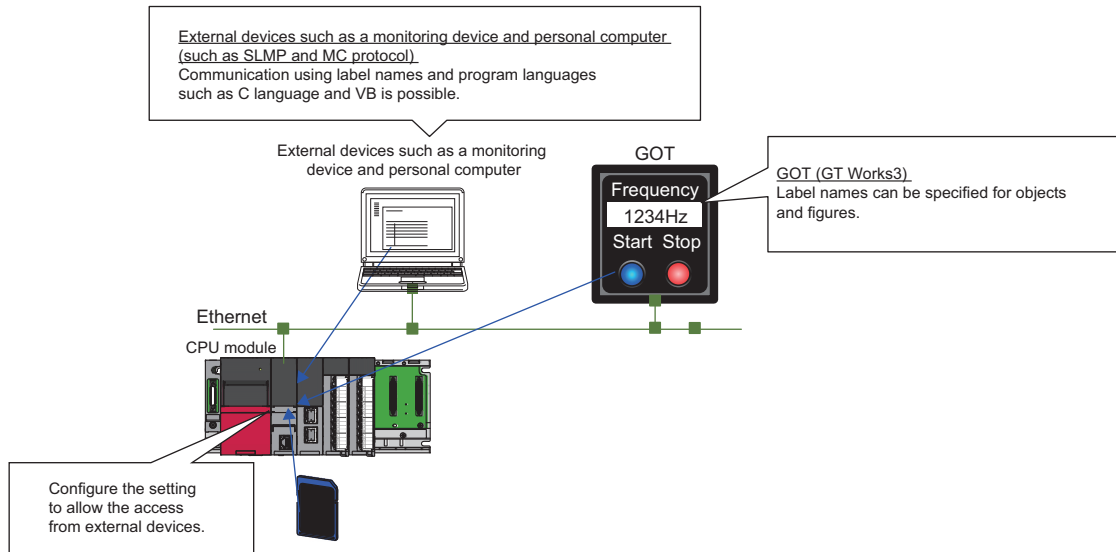 External devices such as a monitoring device and personal computer
(such as SLMP and MC protocol)
Communication using label names and program languages
such as C language and VB is possible.
External devices such as a monitoring
device and personal computer
GOT
Frequency
1234Hz
Start Stop
GOT (GT Works3)
Label names can be specified for objects
and figures.
Ethernet
CPU module
Configure the setting
to allow the access
from external devices.